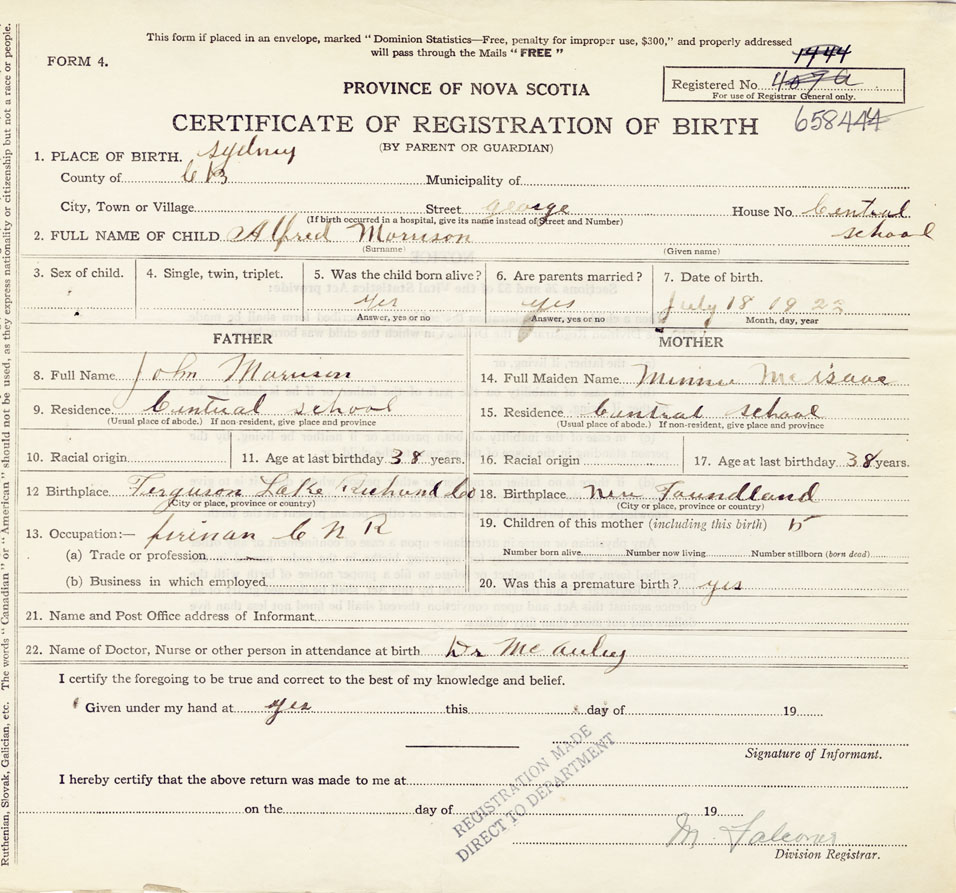 This form if placed in an envelope, marked " Dominion Statistics—Free, penalty for improper use, $300," and properly addressed
will pass through the Mails " FREE "
1944
FORM 4.
Registered No. 409a
For use of Registrar General only.
PROVINCE OF NOVA SCOTIA
658444
CERTIFICATE OF REGISTRATION OF BIRTH
(BY PARENT OR GUARDIAN)
1. PLACE OF BIRTH. Sydney
County of C B Municipality of
City, Town or Village Street George House No. Central school
(If birth occurred in a hospital, give its name instead of Street and Number)
2. FULL NAME OF CHILD Alfred Morrison
(Surname) (Given name)
3. Sex of child. 4. Single, twin, triplet. 5. Was the child born alive? 6. Are parents married? 7. Date of birth.
yes yes July 18 1922
Answer, yes or no Answer, yes or no Month, day, year
FATHER MOTHER
8. Full Name John Morrison 14. Full Maiden Name Minnie McIsaac
9. Residence Central school 15. Residence Central school
(Usual place of abode.) If non-resident, give place and province (Usual place of abode.) If non-resident, give place and province
10. Racial origin 11. Age at last birthday 38 years. 16. Racial origin 17. Age at last birthday 38 years.
12 Birthplace Ferguson Lake Richmond Co 18. Birthplace New Foundland
(City or place, province or country) (City or place, province or country)
13. Occupation:— fireman C N R 19. Children of this mother (including this birth) 5
(a) Trade or profession Number born alive Number now living Number stillborn (born dead)
(b) Business in which employed 20. Was this a premature birth? yes
21. Name and Post Office address of Informant
22. Name of Doctor, Nurse or other person in attendance at birth Dr McAuley
I certify the foregoing to be true and correct to the best of my knowledge and belief.
Given under my hand at yes this day of 19
Signature of Informant.
I hereby certify that the above return was made to me at
on the day of 19
REGISTRATION MADE
DIRECT TO DEPARTMENT
M. Falconer
Division Registrar.
Ruthenian, Slovak, Galician, etc. The words " Canadian " or " American " should not be used, as they express nationality or citizenship but not a race or people.